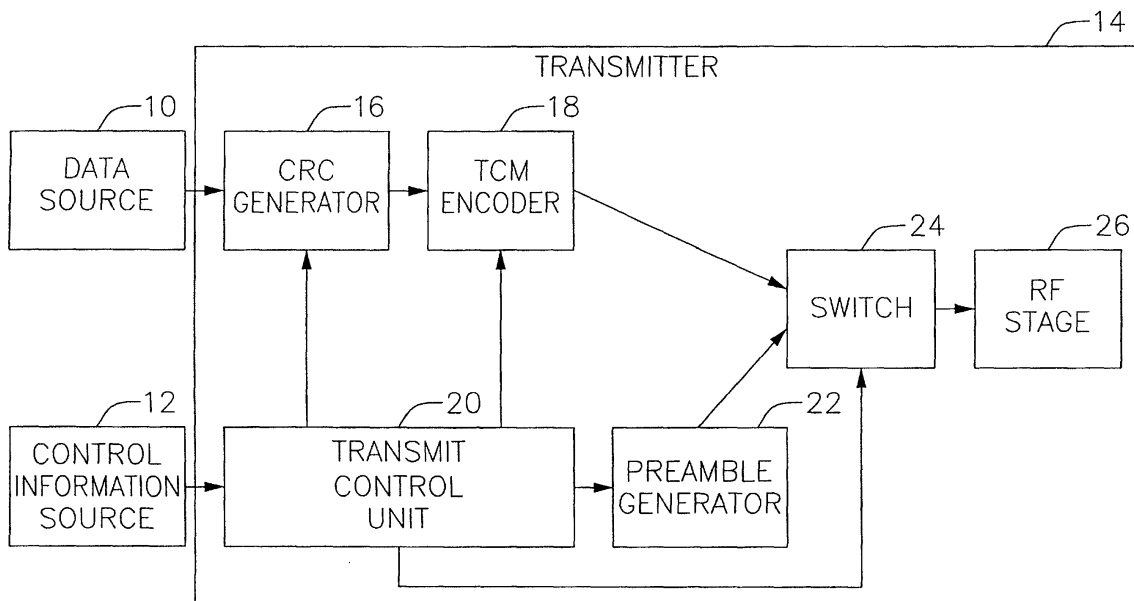 14
TRANSMITTER
10
16
18
DATA
SOURCE
CRC
GENERATOR
TCM
ENCODER
24
26
SWITCH
RF
STAGE
12
20
22
CONTROL
INFORMATION
SOURCE
TRANSMIT
CONTROL
UNIT
PREAMBLE
GENERATOR